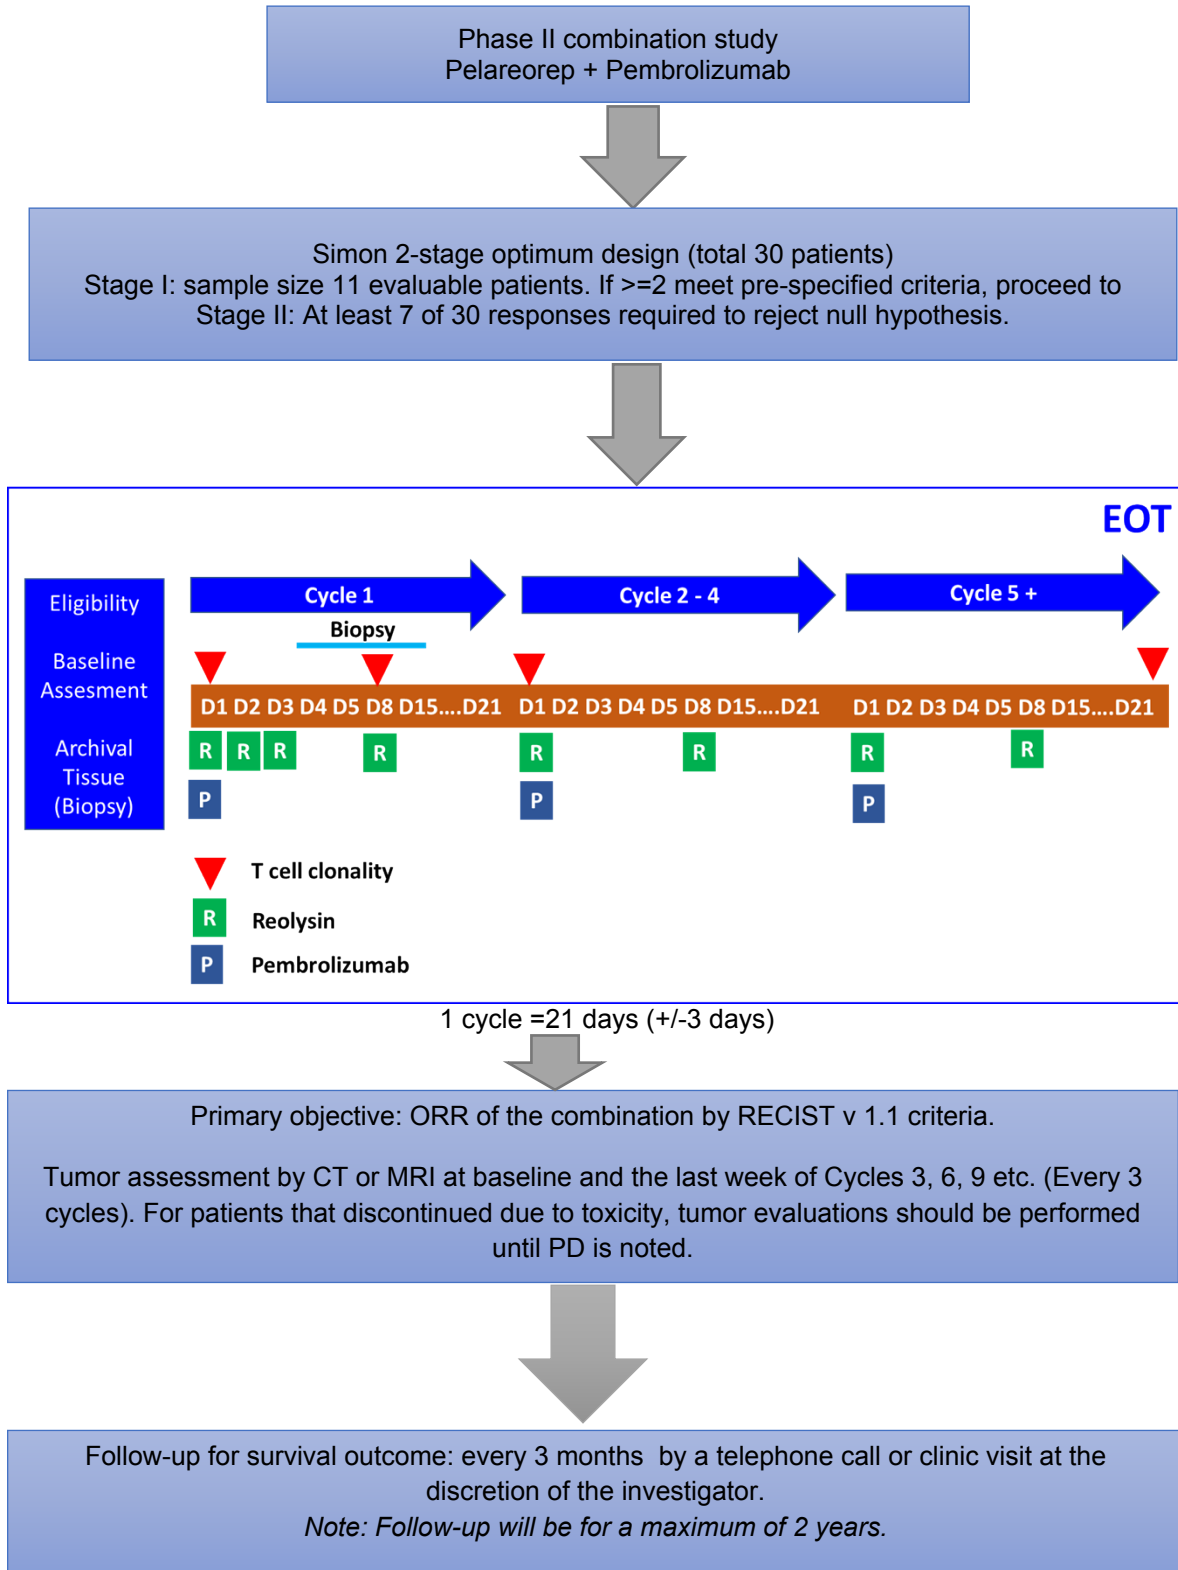 Phase II combination study
Pelareorep + Pembrolizumab
Simon 2-stage optimum design (total 30 patients)
Stage I: sample size 11 evaluable patients. If >=2 meet pre-specified criteria, proceed to
Stage II: At least 7 of 30 responses required to reject null hypothesis.
EOT
Eligibility
Baseline
Assesment
Archival
Tissue
(Biopsy)
Cycle 1
Cycle 2 - 4
Cycle 5 +
Biopsy
D1 D2 D3 D4 D5 D8 D15....D21 D1 D2 D3 D4 D5 D8 D15....D21 D1 D2 D3 D4 D5 D8 D15....D21
R R R R R R R R
P P P
T cell clonality
R Reolysin
P Pembrolizumab
1 cycle =21 days (+/-3 days)
Primary objective: ORR of the combination by RECIST v 1.1 criteria.
Tumor assessment by CT or MRI at baseline and the last week of Cycles 3, 6, 9 etc. (Every 3
cycles). For patients that discontinued due to toxicity, tumor evaluations should be performed
until PD is noted.
Follow-up for survival outcome: every 3 months by a telephone call or clinic visit at the
discretion of the investigator.
Note: Follow-up will be for a maximum of 2 years.